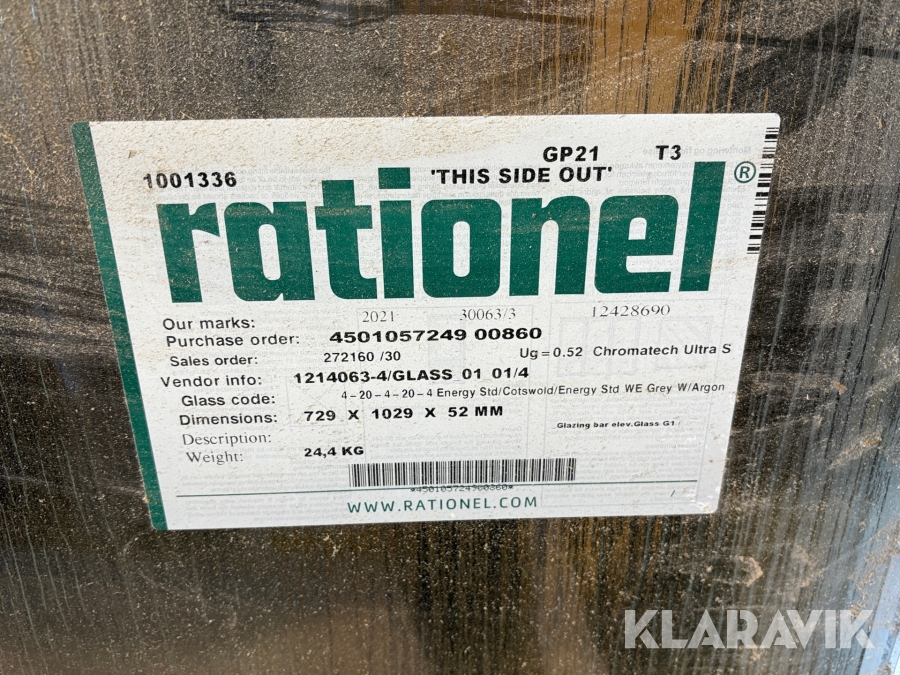 GP21 T3
1001336 'THIS SIDE OUT'
rationel®
Our marks: 2021 30063/3 12428690
Purchase order: 4501057249 00860
Sales order: 272160 /30 Ug=0.52 Chromatech Ultra S
Vendor info: 1214063-4/GLASS 01 01/4
Glass code: 4-20-4-20-4 Energy Std/Cotswold/Energy Std WE Grey W/Argon
Dimensions: 729 X 1029 X 52 MM
Glazing bar elev.Glass G1
Description:
Weight: 24,4 KG
*450105724900860*
WWW.RATIONEL.COM
KLARAVIK